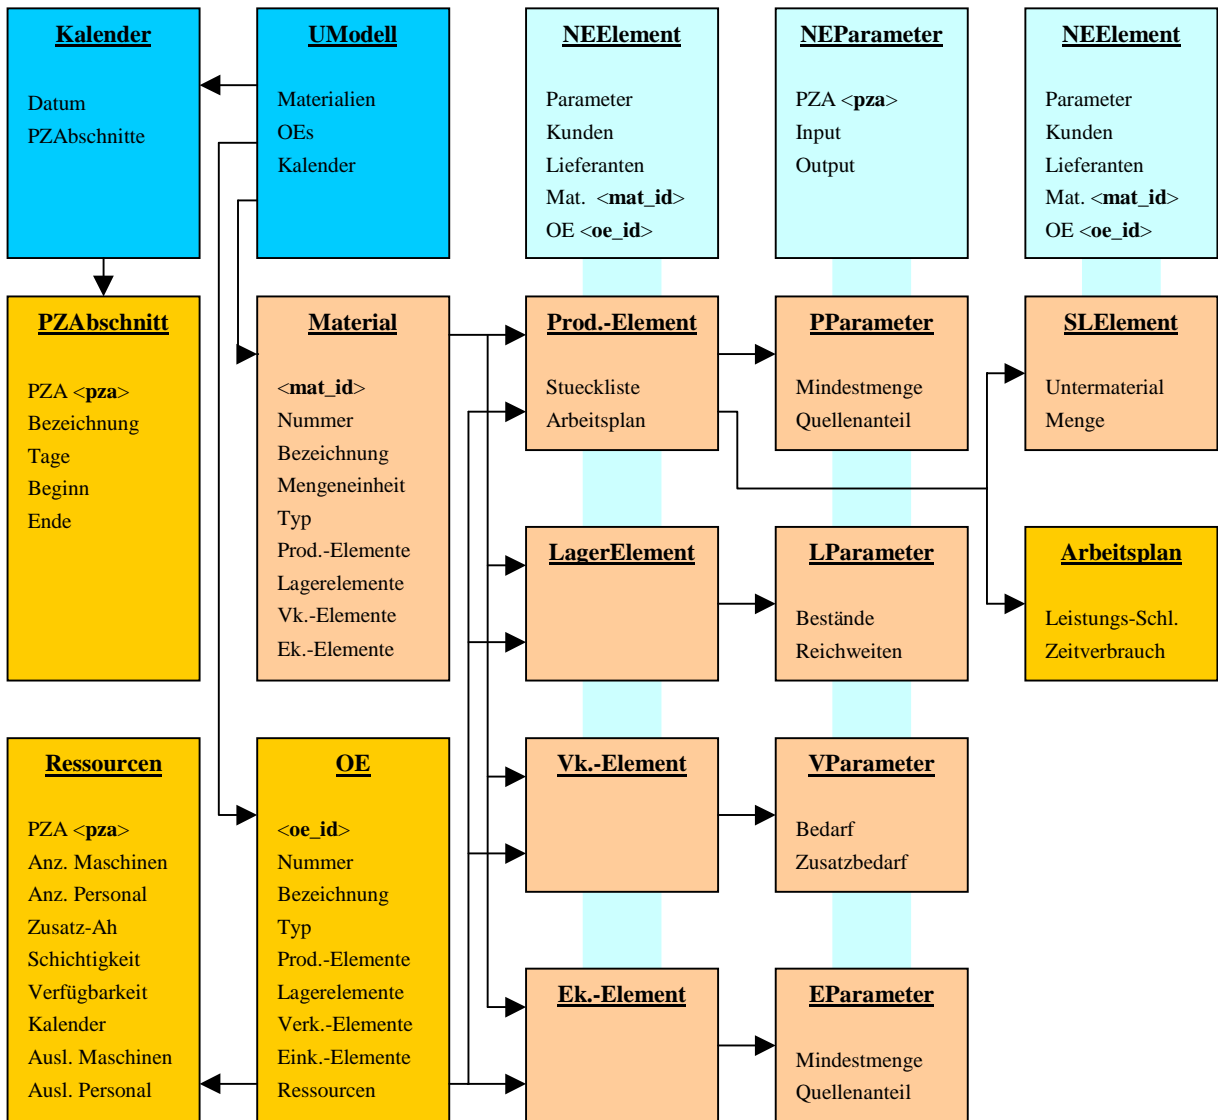 Kalender
Datum
PZAbschnitte
UModell
Materialien
OEs
Kalender
NEElement
Parameter
Kunden
Lieferanten
Mat. <mat_id>
OE <oe_id>
NEParameter
PZA <pza>
Input
Output
NEElement
Parameter
Kunden
Lieferanten
Mat. <mat_id>
OE <oe_id>
PZAbschnitt
PZA <pza>
Bezeichnung
Tage
Beginn
Ende
Material
<mat_id>
Nummer
Bezeichnung
Mengeneinheit
Typ
Prod.-Elemente
Lagerelemente
Vk.-Elemente
Ek.-Elemente
Prod.-Element
Stueckliste
Arbeitsplan
PParameter
Mindestmenge
Quellenanteil
SLElement
Untermaterial
Menge
LagerElement
LParameter
Bestände
Reichweiten
Arbeitsplan
Leistungs-Schl.
Zeitverbrauch
Ressourcen
PZA <pza>
Anz. Maschinen
Anz. Personal
Zusatz-Ah
Schichtigkeit
Verfügbarkeit
Kalender
Ausl. Maschinen
Ausl. Personal
OE
<oe_id>
Nummer
Bezeichnung
Typ
Prod.-Elemente
Lagerelemente
Verk.-Elemente
Eink.-Elemente
Ressourcen
Vk.-Element
VParameter
Bedarf
Zusatzbedarf
Ek.-Element
EParameter
Mindestmenge
Quellenanteil